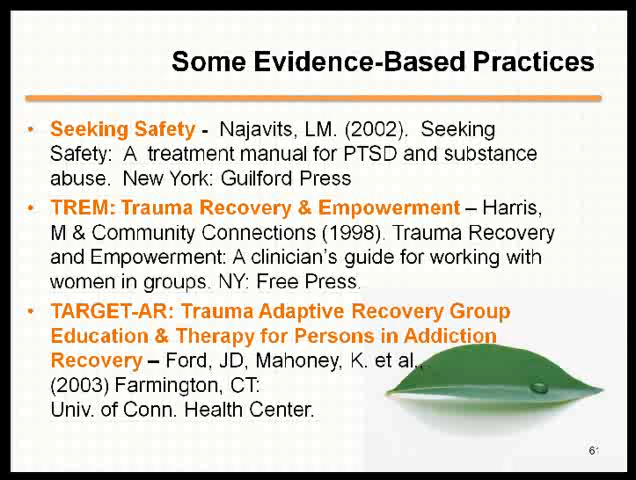 Some Evidence-Based Practices
• Seeking Safety - Najavits, LM. (2002). Seeking
Safety: A treatment manual for PTSD and substance
abuse. New York: Guilford Press
• TREM: Trauma Recovery & Empowerment – Harris,
M & Community Connections (1998). Trauma Recovery
and Empowerment: A clinician's guide for working with
women in groups. NY: Free Press.
• TARGET-AR: Trauma Adaptive Recovery Group
Education & Therapy for Persons in Addiction
Recovery – Ford, JD, Mahoney, K. et al.,
(2003) Farmington, CT:
Univ. of Conn. Health Center.
61